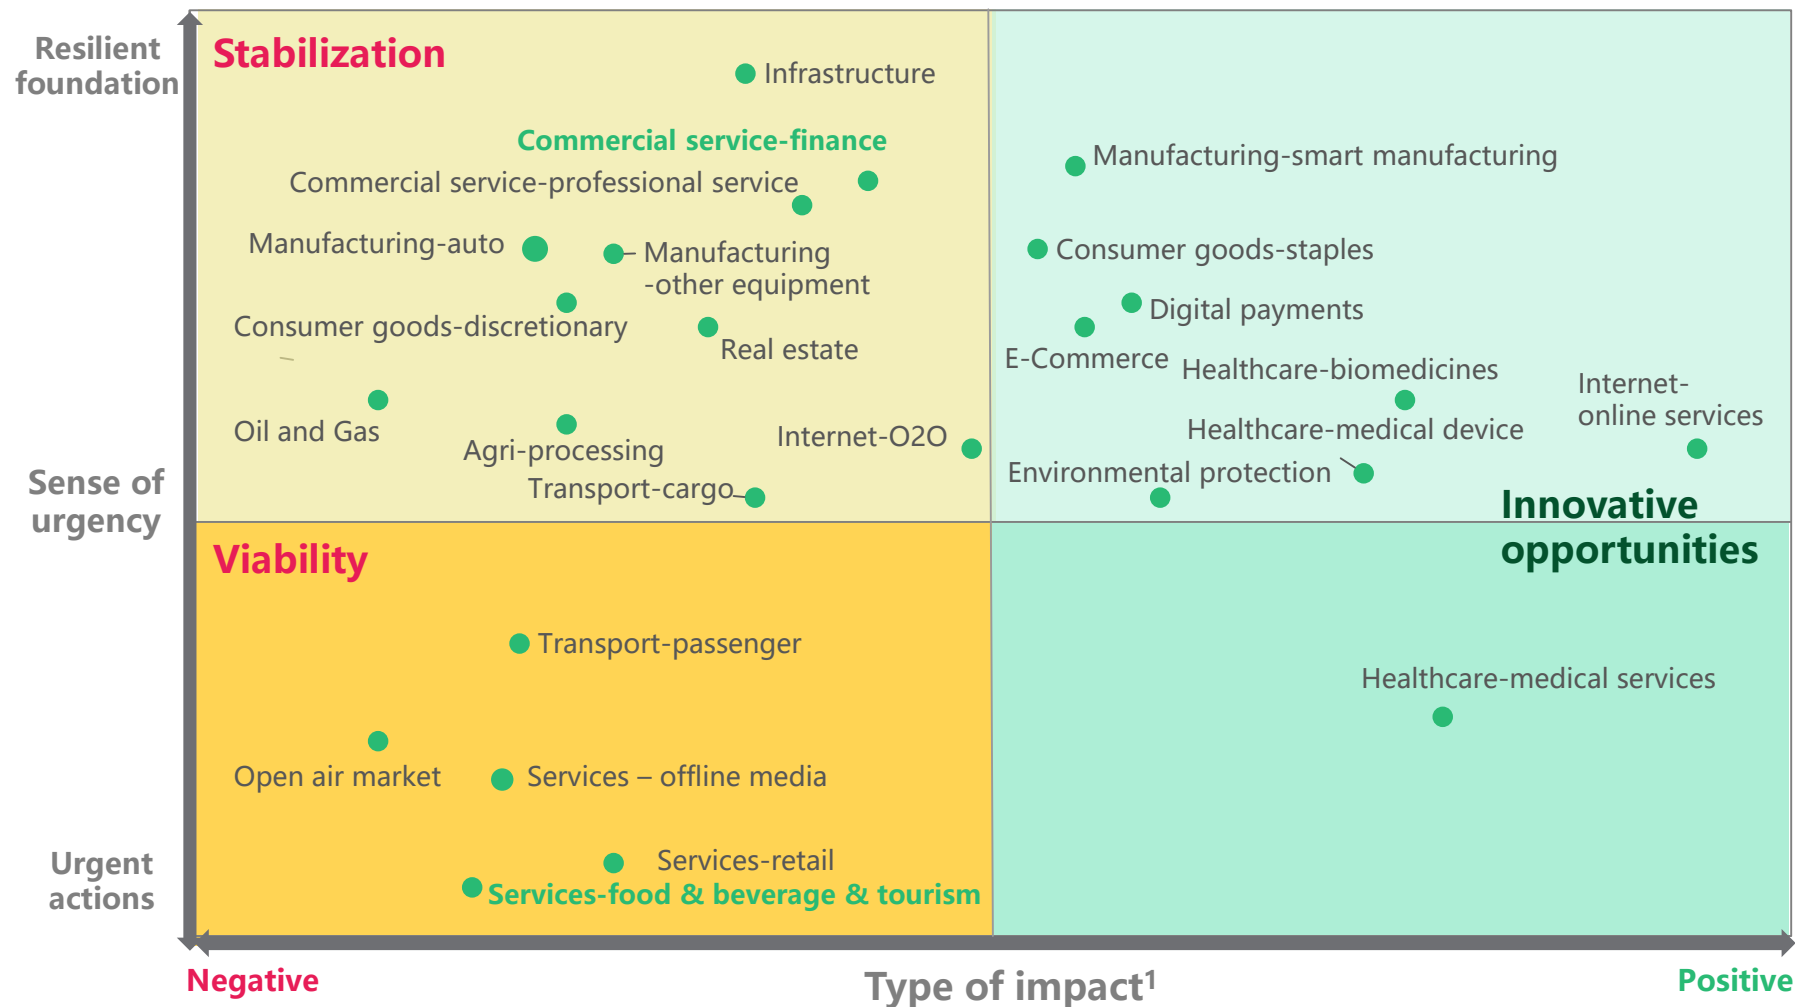 Resilient
foundation
Stabilization
Infrastructure
Commercial service-finance
Commercial service-professional service
Manufacturing-smart manufacturing
Manufacturing-auto
Manufacturing
-other equipment
Consumer goods-staples
Consumer goods-discretionary
Real estate
Digital payments
E-Commerce
Healthcare-biomedicines
Internet-
online services
Oil and Gas
Agri-processing
Internet-O2O
Healthcare-medical device
Transport-cargo
Environmental protection
Sense of
urgency
Innovative
opportunities
Viability
Transport-passenger
Healthcare-medical services
Open air market
Services – offline media
Urgent
actions
Services-retail
Services-food & beverage & tourism
Negative
Type of impact1
Positive